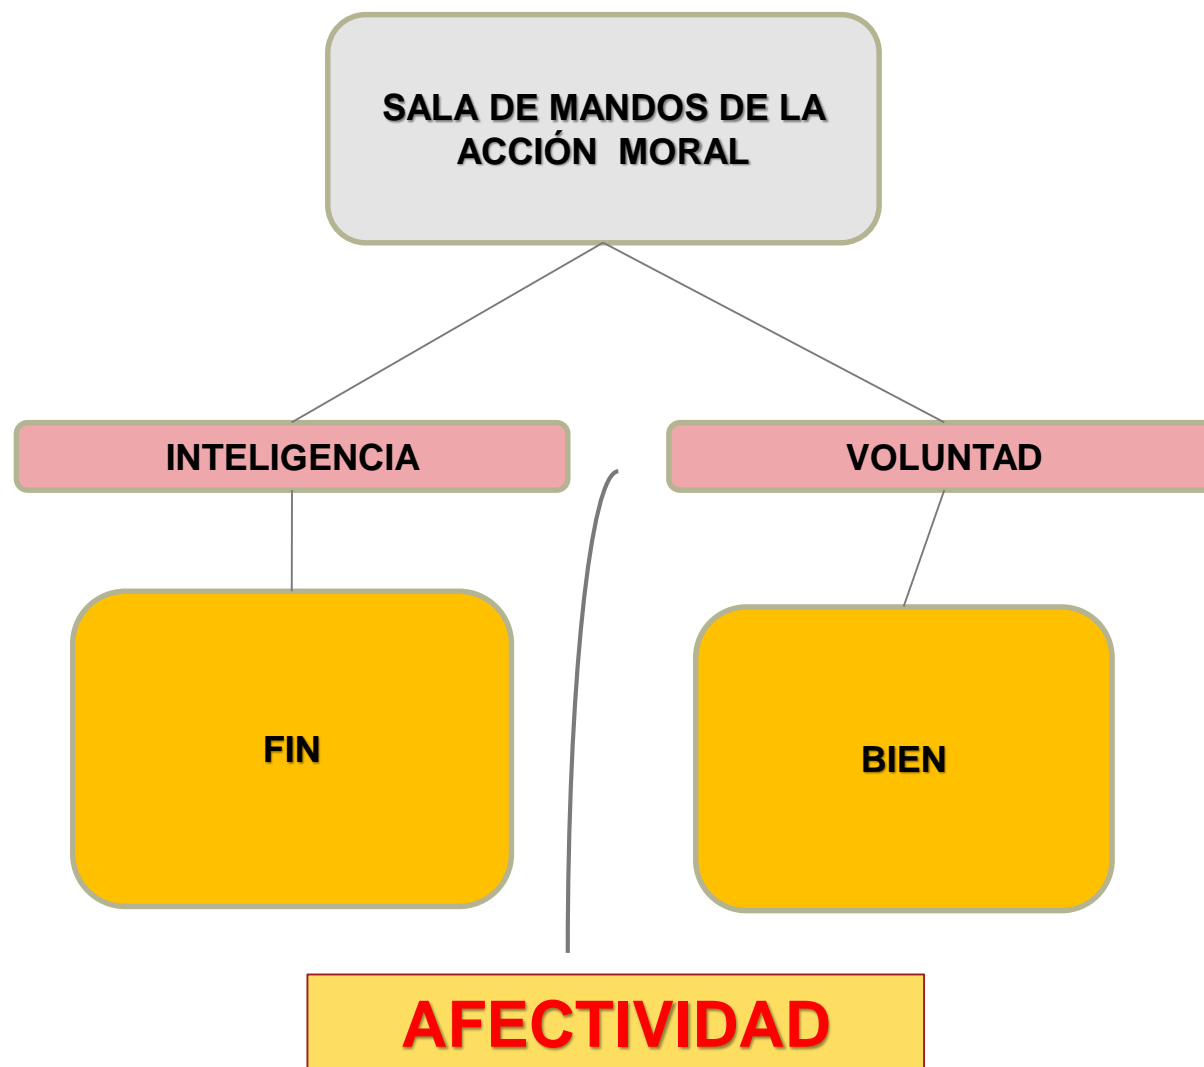 SALA DE MANDOS DE LA
ACCIÓN MORAL
INTELIGENCIA
VOLUNTAD
FIN
BIEN
AFECTIVIDAD